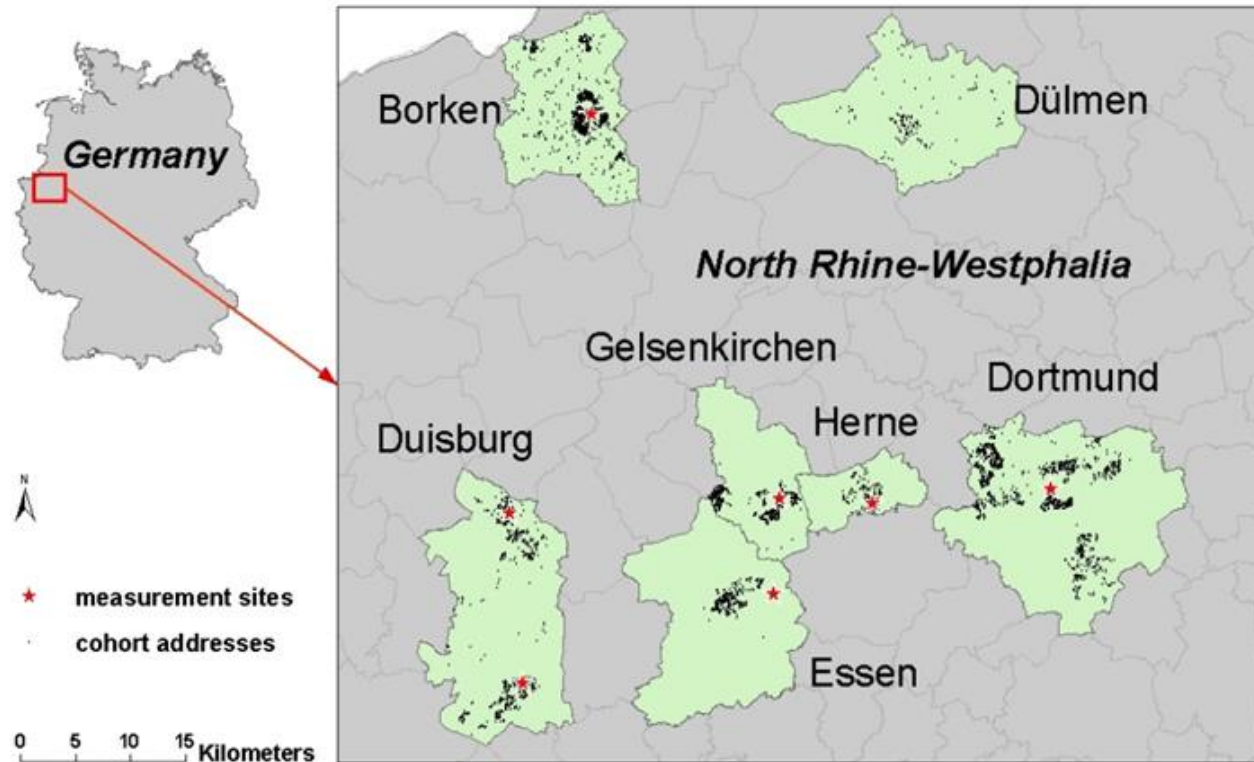 Germany
Borken
Dülmen
North Rhine-Westphalia
Gelsenkirchen
Dortmund
Duisburg
Herne
Essen
N
measurement sites
cohort addresses
0 5 10 15 Kilometers